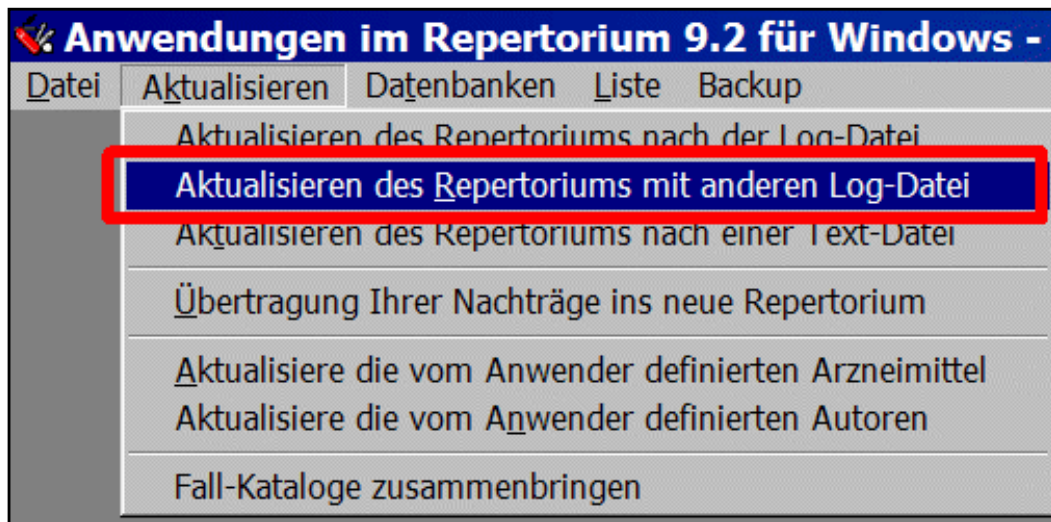 Anwendungen im Repertorium 9.2 für Windows -
Datei Aktualisieren Datenbanken Liste Backup
Aktualisieren des Repertoriums nach der Log-Datei
Aktualisieren des Repertoriums mit anderen Log-Datei
Aktualisieren des Repertoriums nach einer Text-Datei
Übertragung Ihrer Nachträge ins neue Repertorium
Aktualisiere die vom Anwender definierten Arzneimittel
Aktualisiere die vom Anwender definierten Autoren
Fall-Kataloge zusammenbringen